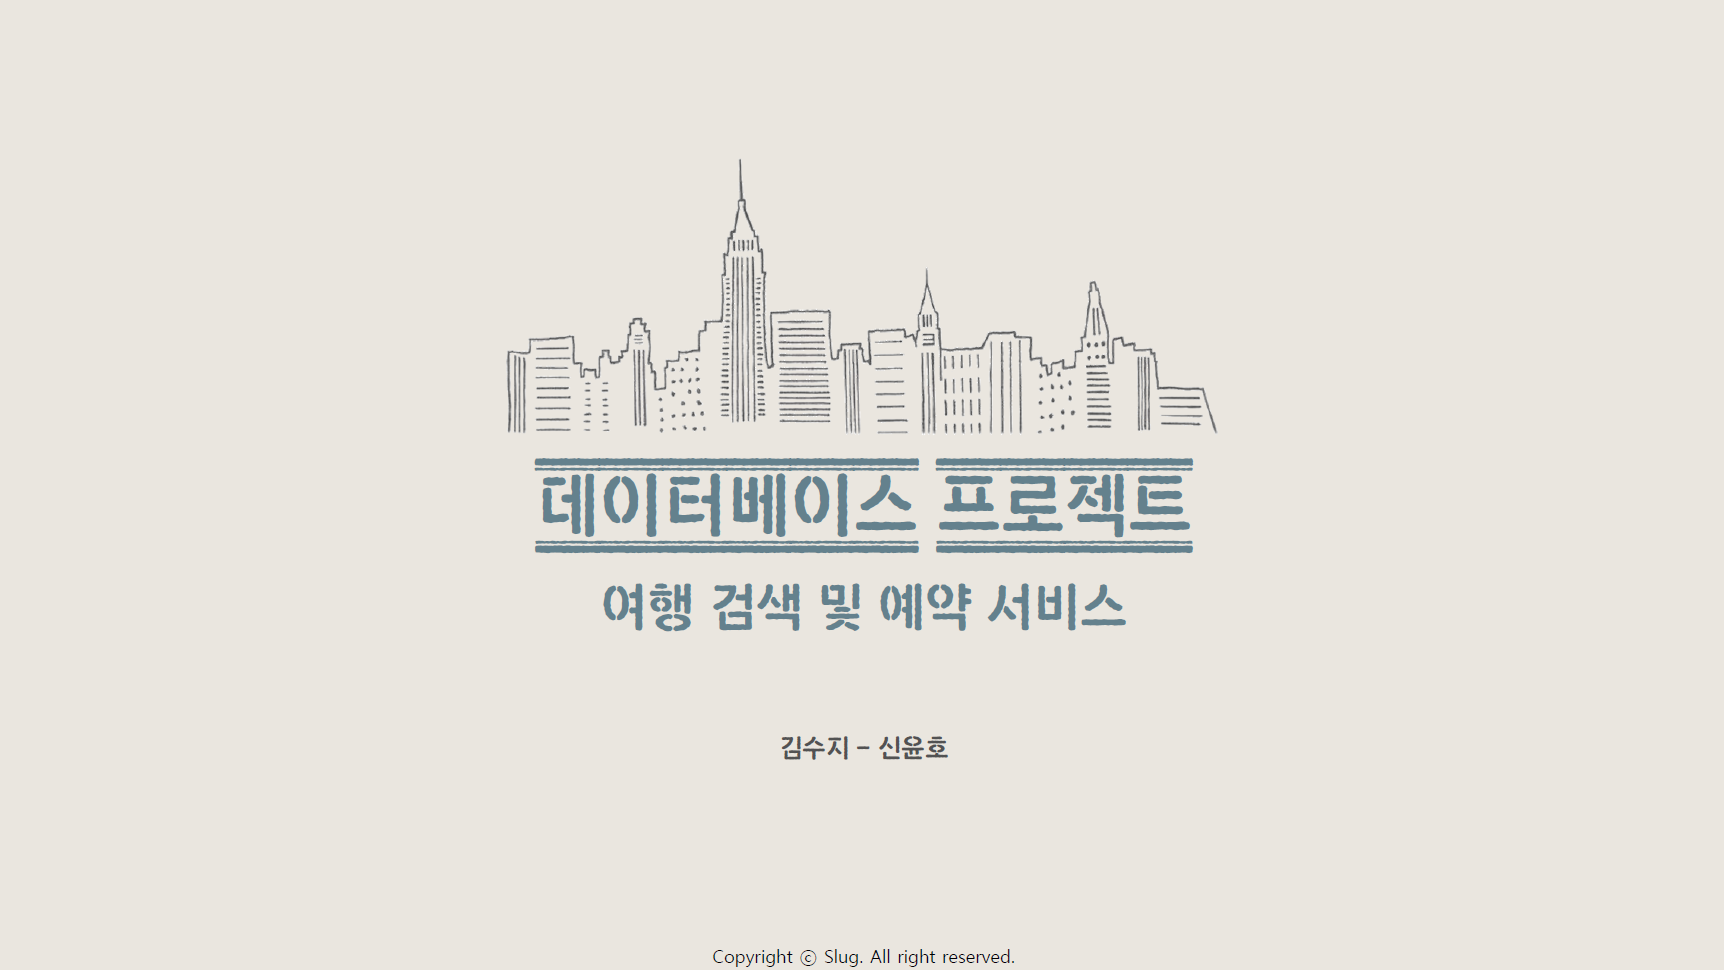 데이터베이스 프로젝트
여행 검색 및 예약 서비스
김수지 – 신윤호
Copyright ⓒ Slug. All right reserved.